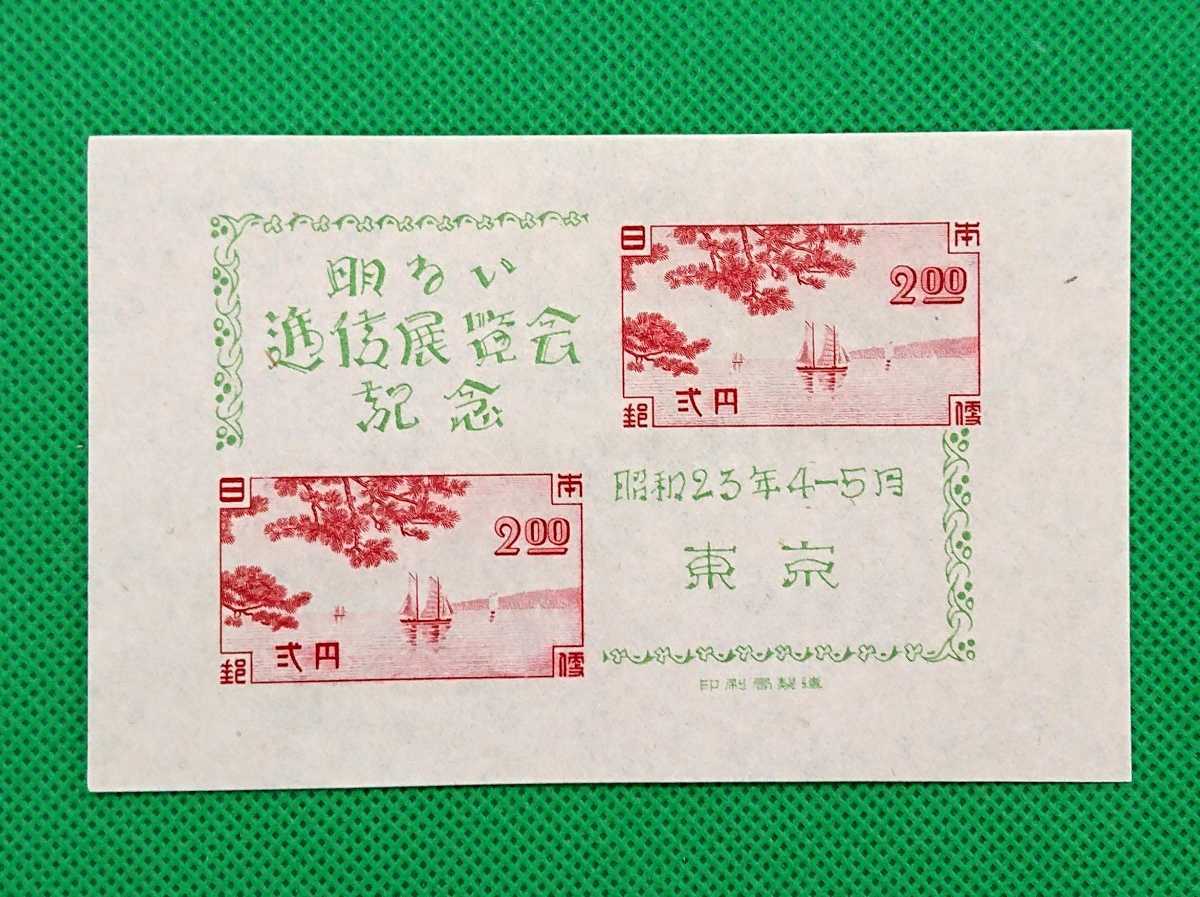 明るい
逓信展覧会
記念
日本
2.00
弐円
郵便
日本
2.00
弐円
郵便
昭和23年4-5月
東京
印刷局製造